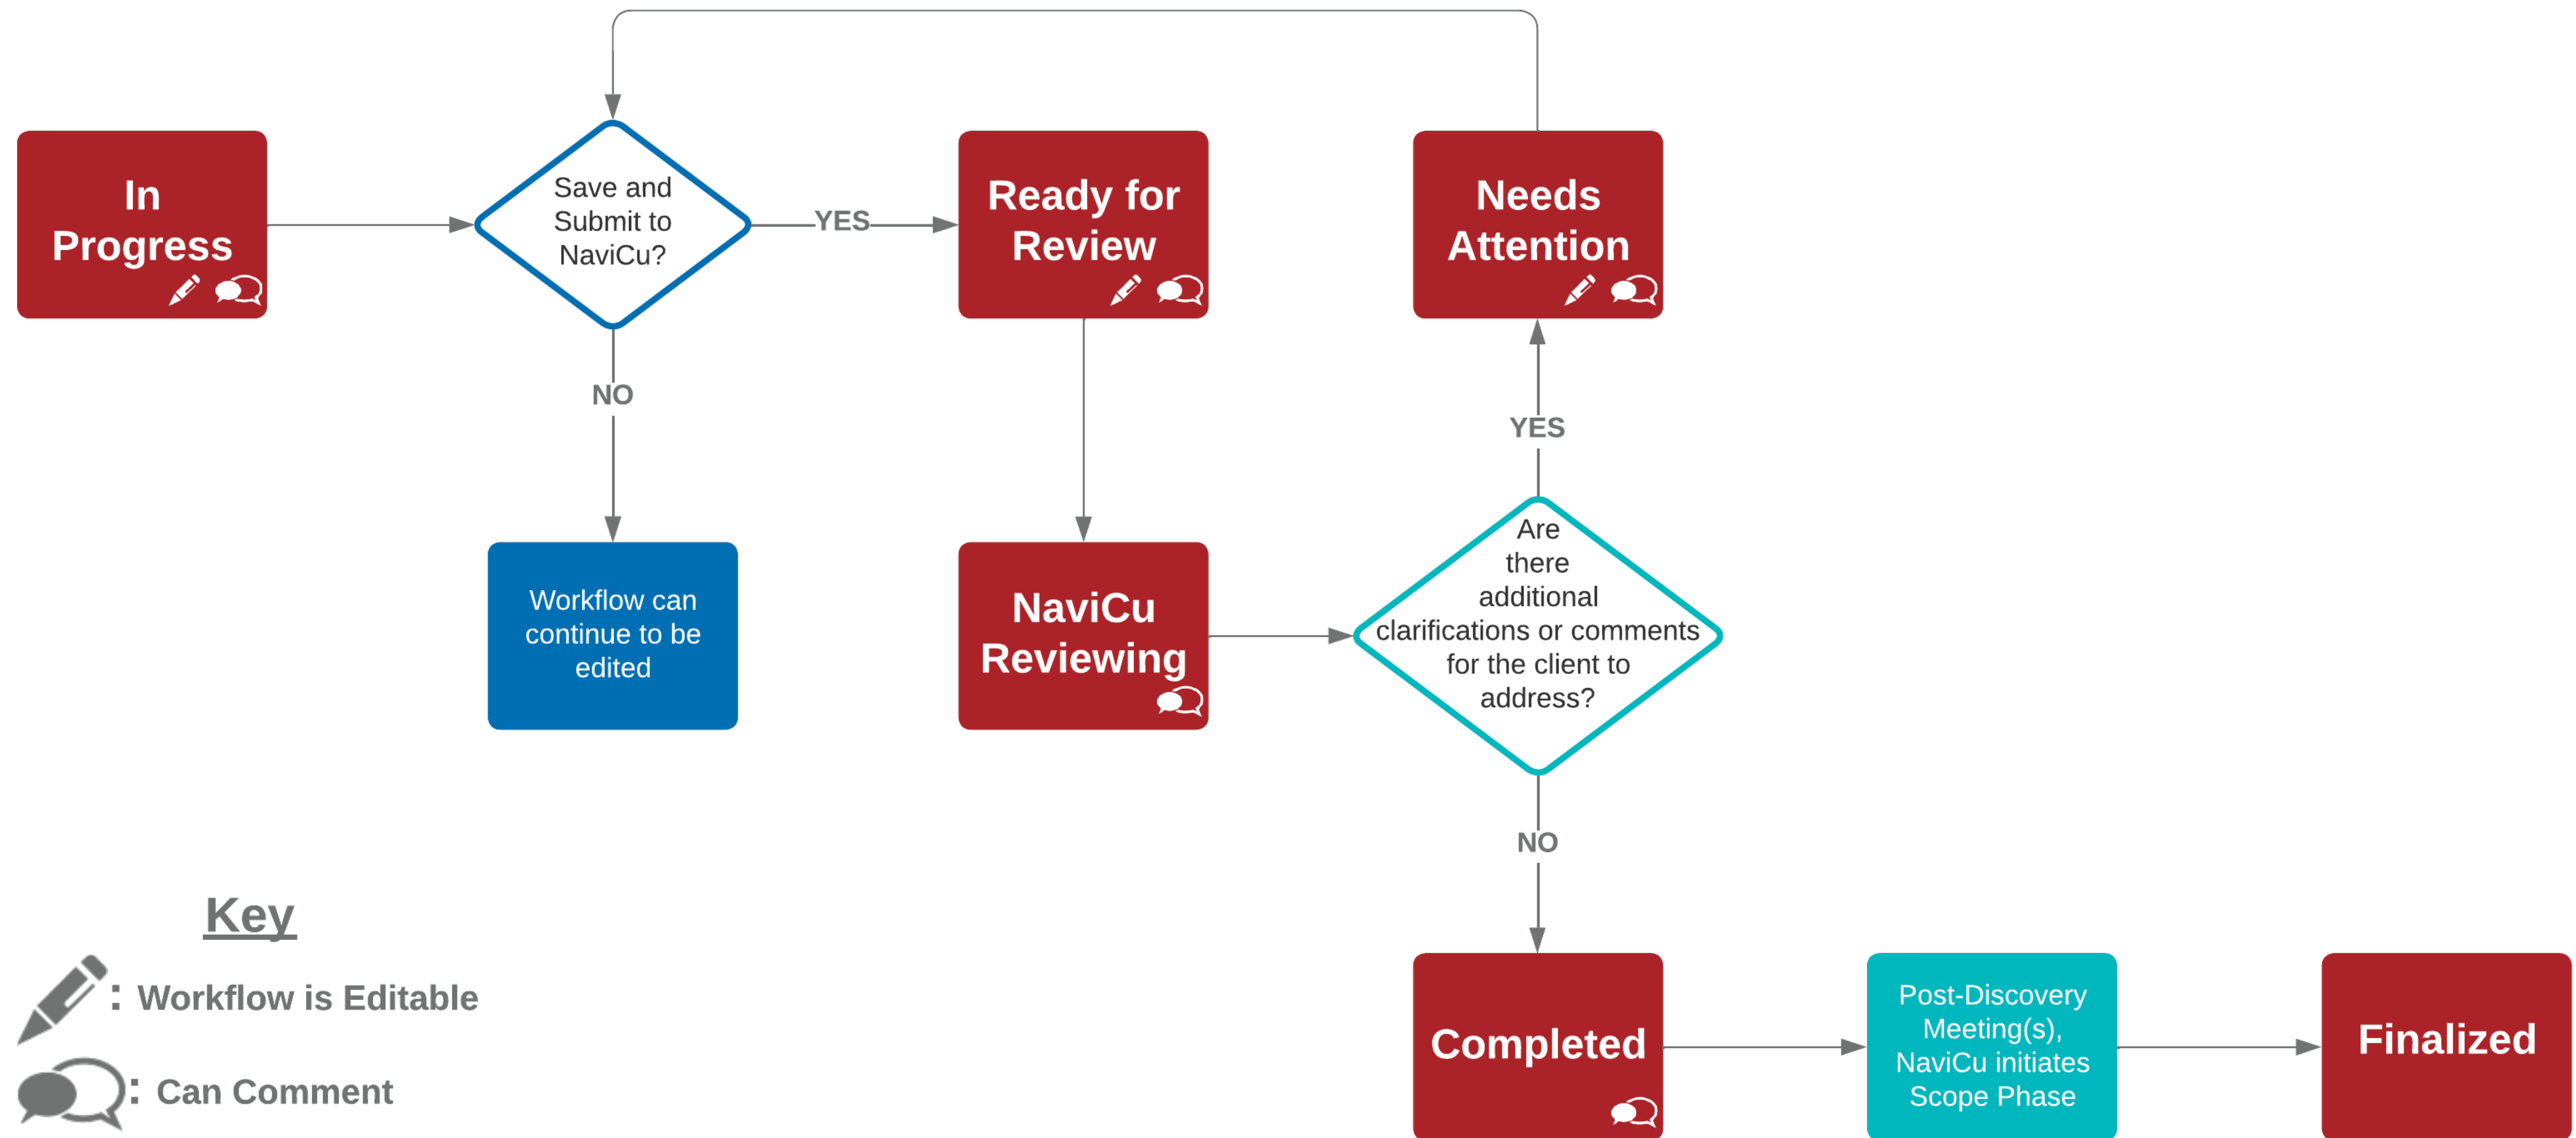 In
Progress
Save and
Submit to
NaviCu?
YES
Ready for
Review
Needs
Attention
NO
YES
Workflow can
continue to be
edited
NaviCu
Reviewing
Are
there
additional
clarifications or comments
for the client to
address?
NO
Key
: Workflow is Editable
: Can Comment
Completed
Post-Discovery
Meeting(s),
NaviCu initiates
Scope Phase
Finalized